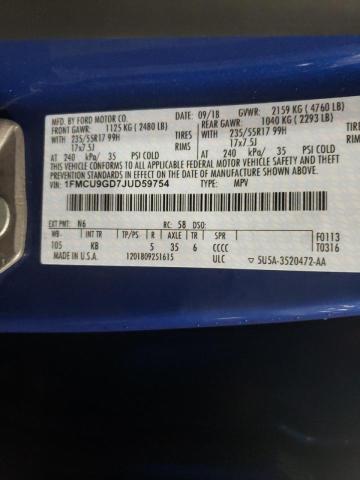 MFD. BY FORD MOTOR CO. 09/18 GVWR: 2159 KG (4760 LB)
FRONT GAWR: 1125 KG (2480 LB) REAR GAWR: 1040 KG (2293 LB)
235/55R17 99H TIRES 235/55R17 99H TIRES
17x7.5J RIMS 17x7.5J RIMS
AT 240 kPa/ 35 PSI COLD AT 240 kPa/ 35 PSI COLD
THIS VEHICLE CONFORMS TO ALL APPLICABLE FEDERAL MOTOR
VEHICLE SAFETY AND THEFT PREVENTION STANDARDS IN EFFECT ON THE DATE OF MANUFACTURE SHOWN ABOVE.
VIN: 1FMCU9GD7JUD59754 TYPE: MPV
EXT PNT: N6 RC: 58 DSO:
WB INT TR TP/PS R AXLE TR SPR F0113
105 KB 5 35 6 CCCC T0316
MADE IN U.S.A. 1201809251615 ULC 5U5A-3520472-AA